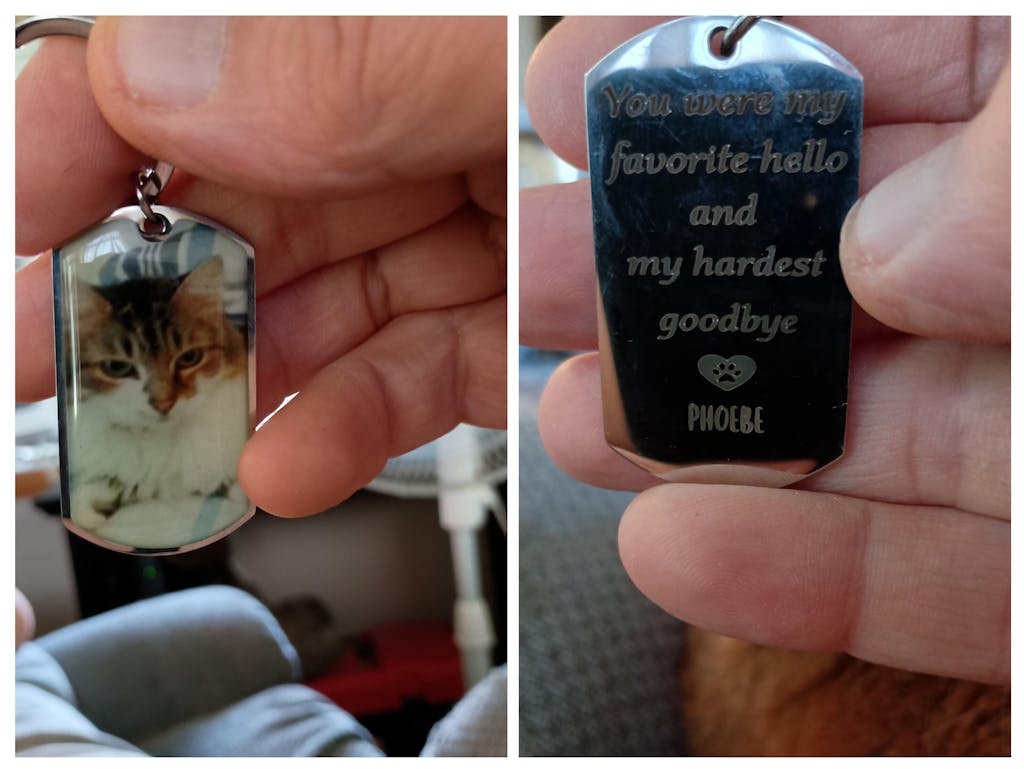 You were my
favorite hello
and
my hardest
goodbye
PHOEBE